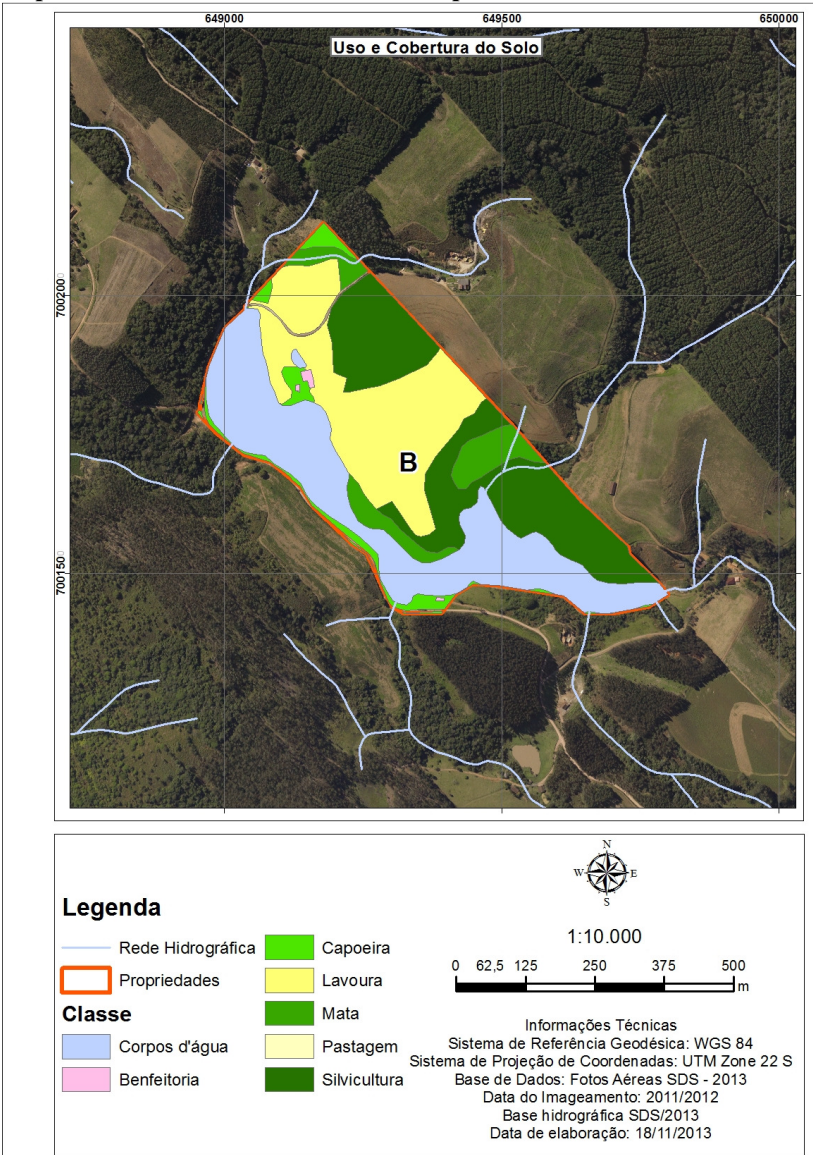 649000 649500 650000
Uso e Cobertura do Solo
7002000
B
7001500
Legenda
Rede Hidrográfica
Propriedades
Classe
Corpos d'água
Benfeitoria
Capoeira
Lavoura
Mata
Pastagem
Silvicultura
N
W E
S
1:10.000
0 62,5 125 250 375 500
m
Informações Técnicas
Sistema de Referência Geodésica: WGS 84
Sistema de Projeção de Coordenadas: UTM Zone 22 S
Base de Dados: Fotos Aéreas SDS - 2013
Data do Imageamento: 2011/2012
Base hidrográfica SDS/2013
Data de elaboração: 18/11/2013